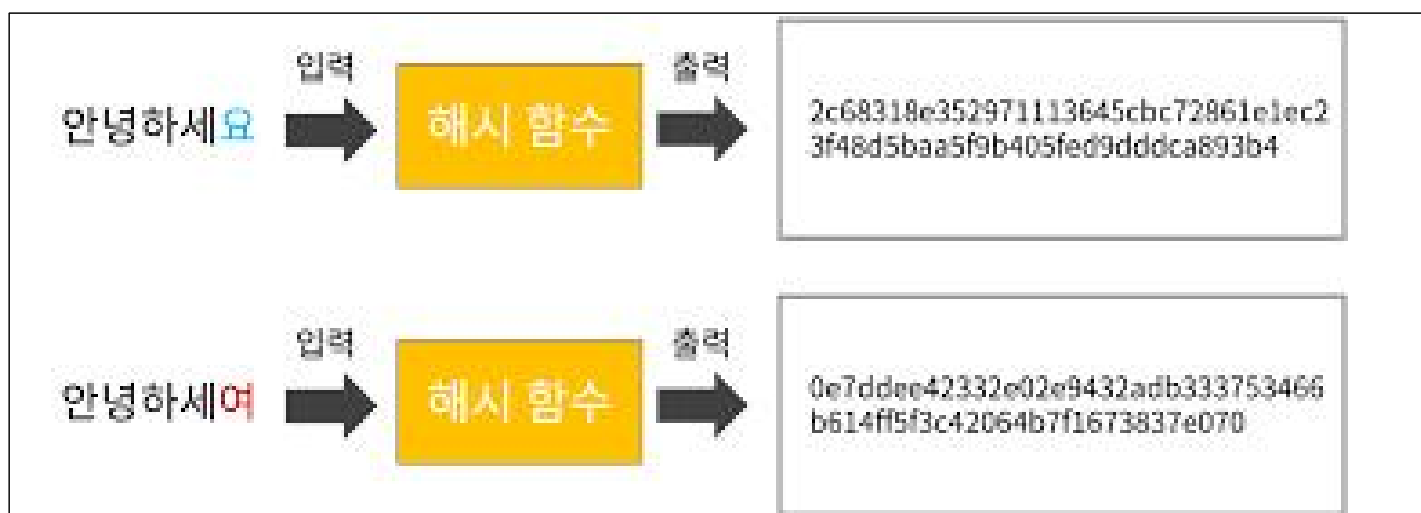 입력
출력
안녕하세요
해시 함수
2c68318e352971113645cbc72861e1ec2
3f48d5baa5f9b405fed9dddca893b4
입력
출력
안녕하세여
해시 함수
0e7ddee42332e02e9432adb333753466
b614ff5f3c42064b7f1673837e070